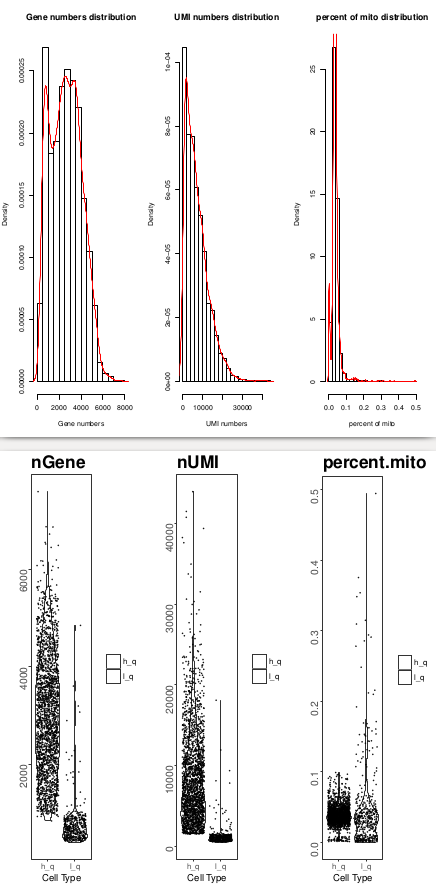 Gene numbers distribution
UMI numbers distribution
percent of mito distribution
Density
0.00000 0.00005 0.00010 0.00015 0.00020 0.00025
0 2000 4000 6000 8000
Gene numbers
Density
0e+00 2e-05 4e-05 6e-05 8e-05 1e-04
0 10000 30000
UMI numbers
Density
0 5 10 15 20 25
0.0 0.1 0.2 0.3 0.4 0.5
percent of mito
nGene
nUMI
percent.mito
2000 4000 6000
h_q
l_q
h_q l_q
Cell Type
0 10000 20000 30000 40000
h_q
l_q
h_q l_q
Cell Type
0.0 0.1 0.2 0.3 0.4 0.5
h_q
l_q
h_q l_q
Cell Type